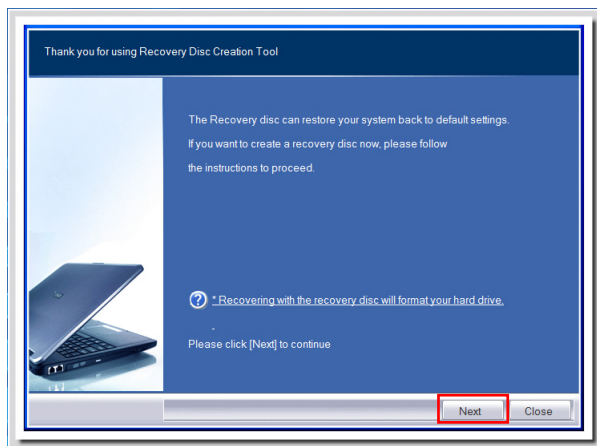 Thank you for using Recovery Disc Creation Tool
The Recovery disc can restore your system back to default settings.
If you want to create a recovery disc now, please follow
the instructions to proceed.
* Recovering with the recovery disc will format your hard drive.
-
Please click [Next] to continue
Next Close